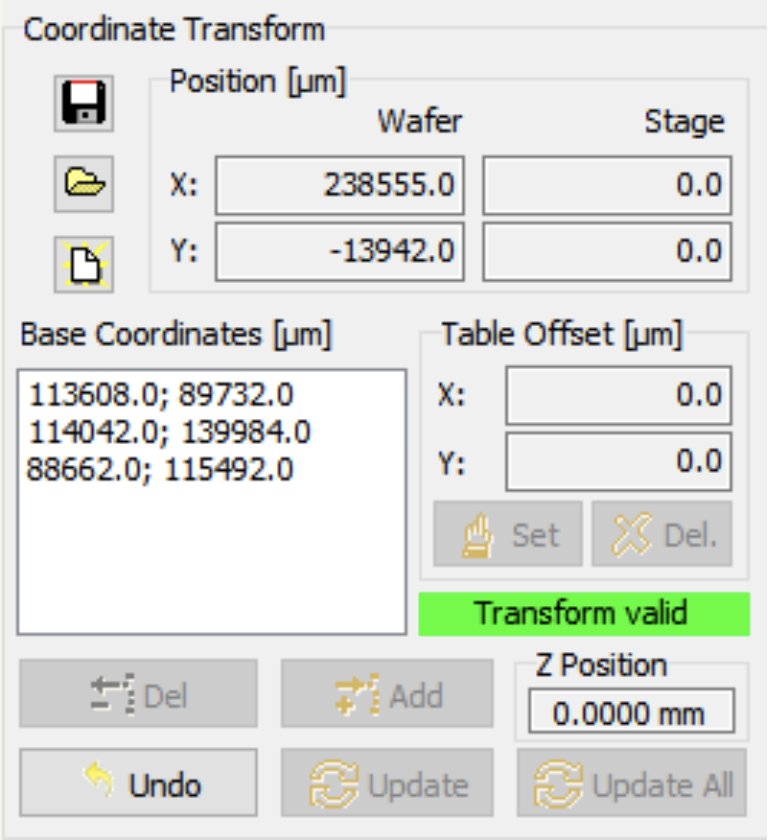 Coordinate Transform
Position [µm]
Wafer Stage
X: 238555.0 0.0
Y: -13942.0 0.0
Base Coordinates [µm]
113608.0; 89732.0
114042.0; 139984.0
88662.0; 115492.0
Table Offset [µm]
X: 0.0
Y: 0.0
Set Del.
Transform valid
Del Add
Z Position
0.0000 mm
Undo Update Update All